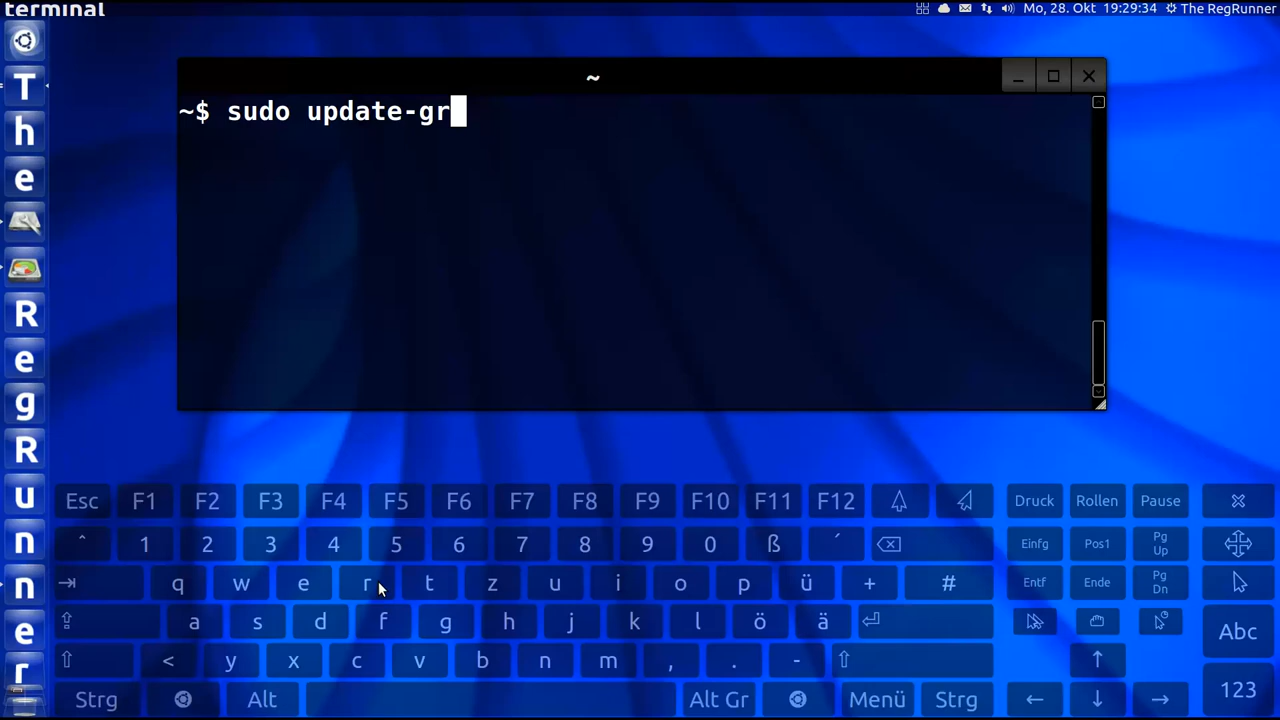 terminal
Mo, 28. Okt 19:29:34 The RegRunner
~
~$ sudo update-gr
T
h
e
R
e
g
R
u
n
n
e
r
Esc F1 F2 F3 F4 F5 F6 F7 F8 F9 F10 F11 F12 Druck Rollen Pause
^ 1 2 3 4 5 6 7 8 9 0 ß ´ Einfg Pos1 Pg Up
q w e r t z u i o p ü + # Entf Ende Pg Dn
a s d f g h j k l ö ä Abc
< y x c v b n m , . -
Strg Alt Alt Gr Menü Strg 123